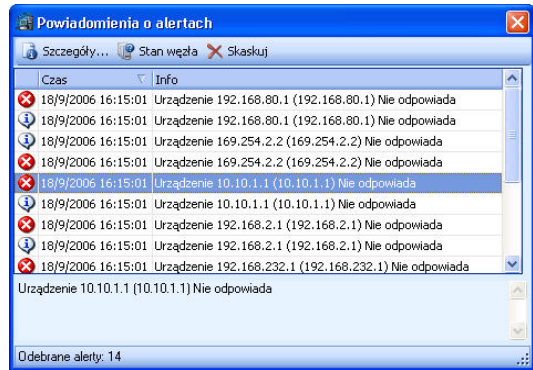 Powiadomienia o alertach
Szczegóły... Stan węzła Skaskuj
Czas Info
18/9/2006 16:15:01 Urządzenie 192.168.80.1 (192.168.80.1) Nie odpowiada
18/9/2006 16:15:01 Urządzenie 192.168.80.1 (192.168.80.1) Nie odpowiada
18/9/2006 16:15:01 Urządzenie 169.254.2.2 (169.254.2.2) Nie odpowiada
18/9/2006 16:15:01 Urządzenie 169.254.2.2 (169.254.2.2) Nie odpowiada
18/9/2006 16:15:01 Urządzenie 10.10.1.1 (10.10.1.1) Nie odpowiada
18/9/2006 16:15:01 Urządzenie 10.10.1.1 (10.10.1.1) Nie odpowiada
18/9/2006 16:15:01 Urządzenie 192.168.2.1 (192.168.2.1) Nie odpowiada
18/9/2006 16:15:01 Urządzenie 192.168.2.1 (192.168.2.1) Nie odpowiada
18/9/2006 16:15:01 Urządzenie 192.168.232.1 (192.168.232.1) Nie odpowiada
Urządzenie 10.10.1.1 (10.10.1.1) Nie odpowiada
Odebrane alerty: 14